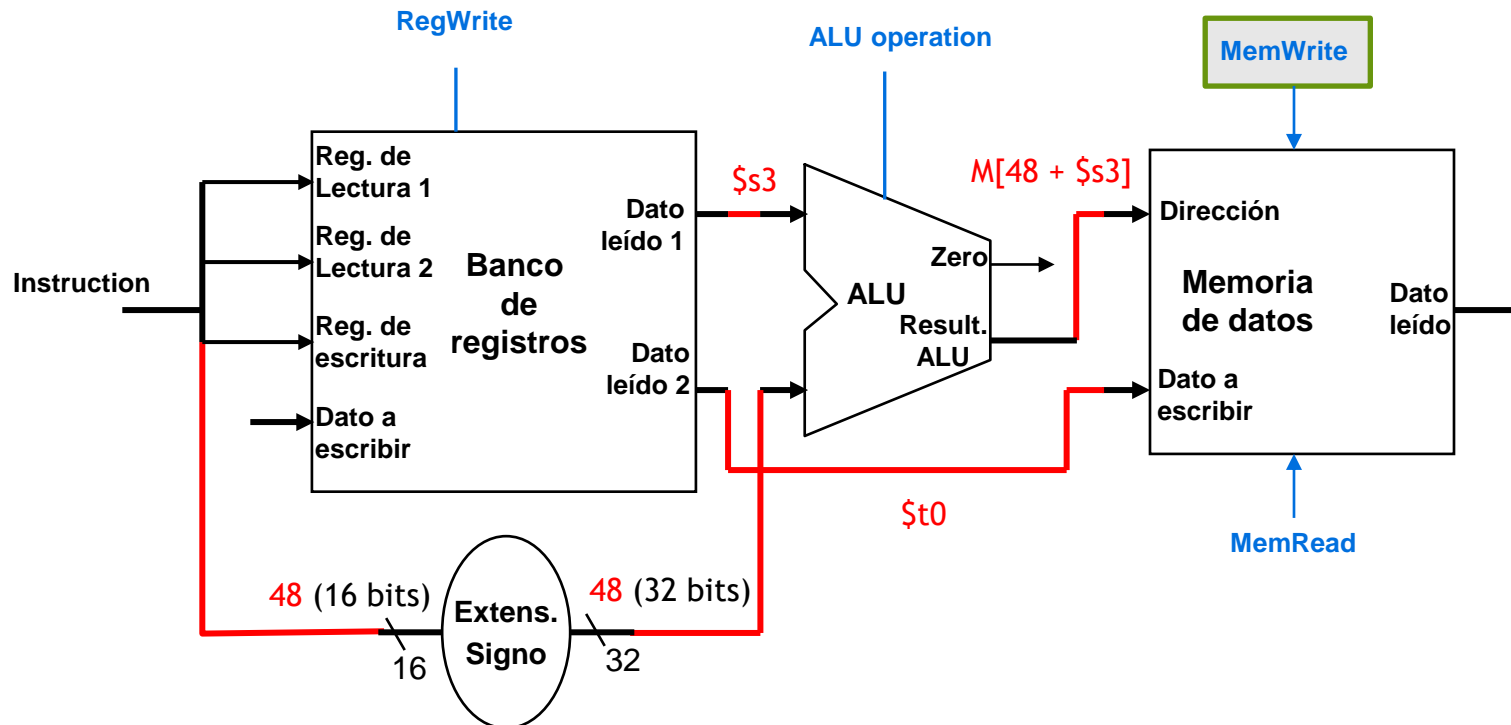 RegWrite
ALU operation
MemWrite
Reg. de
Lectura 1
Reg. de
Lectura 2
Reg. de
escritura
Dato a
escribir
Banco
de
registros
Dato
leído 1
Dato
leído 2
Instruction
$s3
ALU
Zero
Result.
ALU
M[48 + $s3]
Dirección
Memoria
de datos
Dato
leído
Dato a
escribir
$t0
MemRead
48 (16 bits)
16
Extens.
Signo
48 (32 bits)
32